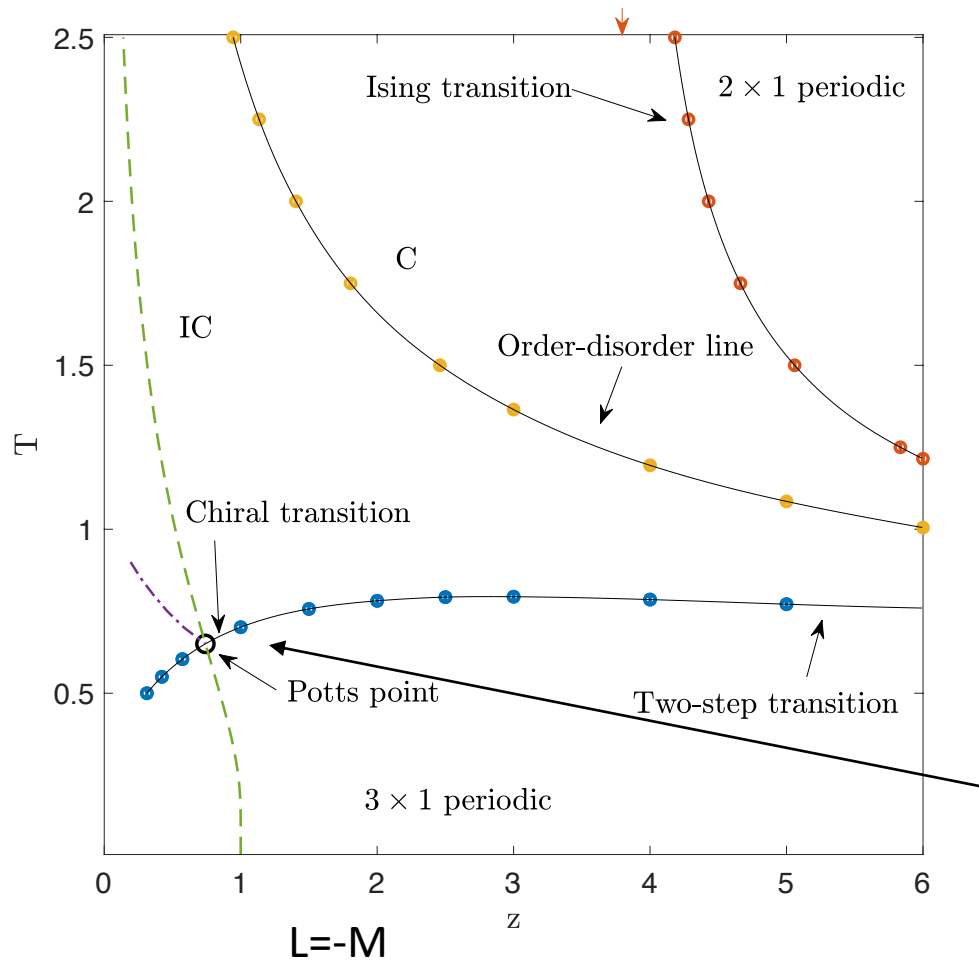 2.5
Ising transition
2 × 1 periodic
2
C
IC
Order-disorder line
1.5
T
Chiral transition
1
Potts point
0.5
Two-step transition
3 × 1 periodic
0 1 2 3 4 5 6
z
L=-M